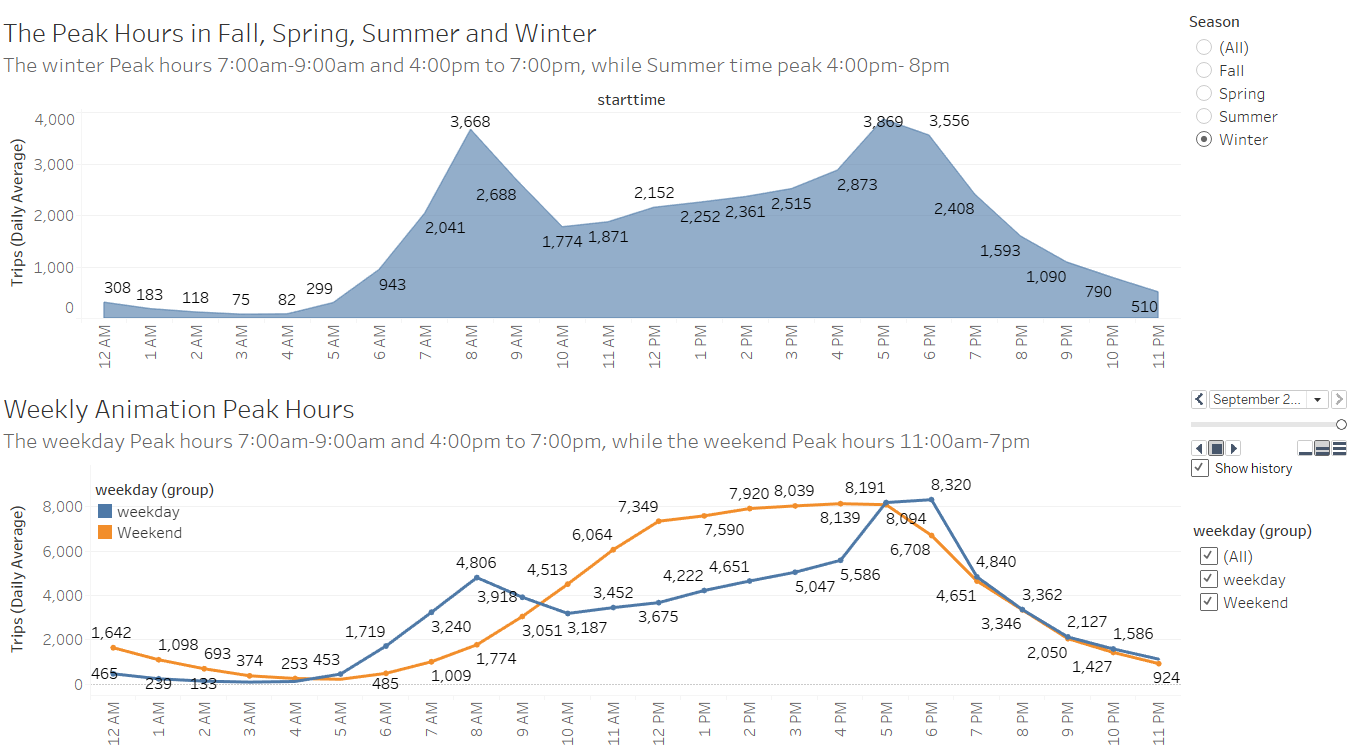 The Peak Hours in Fall, Spring, Summer and Winter
The winter Peak hours 7:00am-9:00am and 4:00pm to 7:00pm, while Summer time peak 4:00pm- 8pm
starttime
Trips (Daily Average)
4,000
3,000
2,000
1,000
0
308 183 118 75 82 299 943 2,041 3,668 2,688 1,774 1,871 2,152 2,252 2,361 2,515 2,873 3,869 3,556 2,408 1,593 1,090 790 510
12 AM 1 AM 2 AM 3 AM 4 AM 5 AM 6 AM 7 AM 8 AM 9 AM 10 AM 11 AM 12 PM 1 PM 2 PM 3 PM 4 PM 5 PM 6 PM 7 PM 8 PM 9 PM 10 PM 11 PM
Season
(All)
Fall
Spring
Summer
Winter
Weekly Animation Peak Hours
The weekday Peak hours 7:00am-9:00am and 4:00pm to 7:00pm, while the weekend Peak hours 11:00am-7pm
weekday (group)
weekday
Weekend
Trips (Daily Average)
8,000
6,000
4,000
2,000
0
1,642 1,098 693 374 253 453 1,719 3,240 4,806 3,918 4,513 6,064 7,349 7,590 7,920 8,039 8,139 8,191 8,320 4,840 3,362 2,127 1,586
465 239 133 485 1,009 1,774 3,051 3,187 3,452 3,675 4,222 4,651 5,047 5,586 8,094 6,708 4,651 3,346 2,050 1,427 924
12 AM 1 AM 2 AM 3 AM 4 AM 5 AM 6 AM 7 AM 8 AM 9 AM 10 AM 11 AM 12 PM 1 PM 2 PM 3 PM 4 PM 5 PM 6 PM 7 PM 8 PM 9 PM 10 PM 11 PM
September 2...
Show history
weekday (group)
(All)
weekday
Weekend